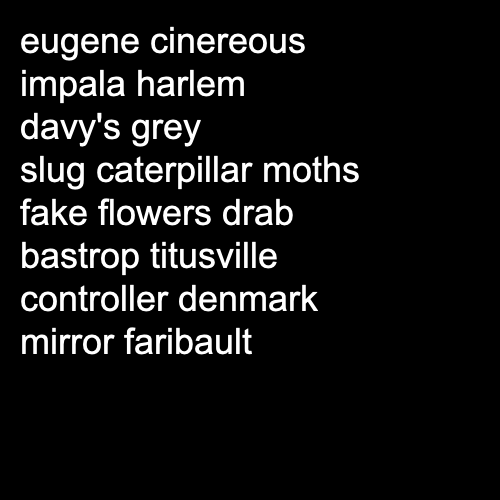 eugene cinereous
impala harlem
davy's grey
slug caterpillar moths
fake flowers drab
bastrop titusville
controller denmark
mirror faribault